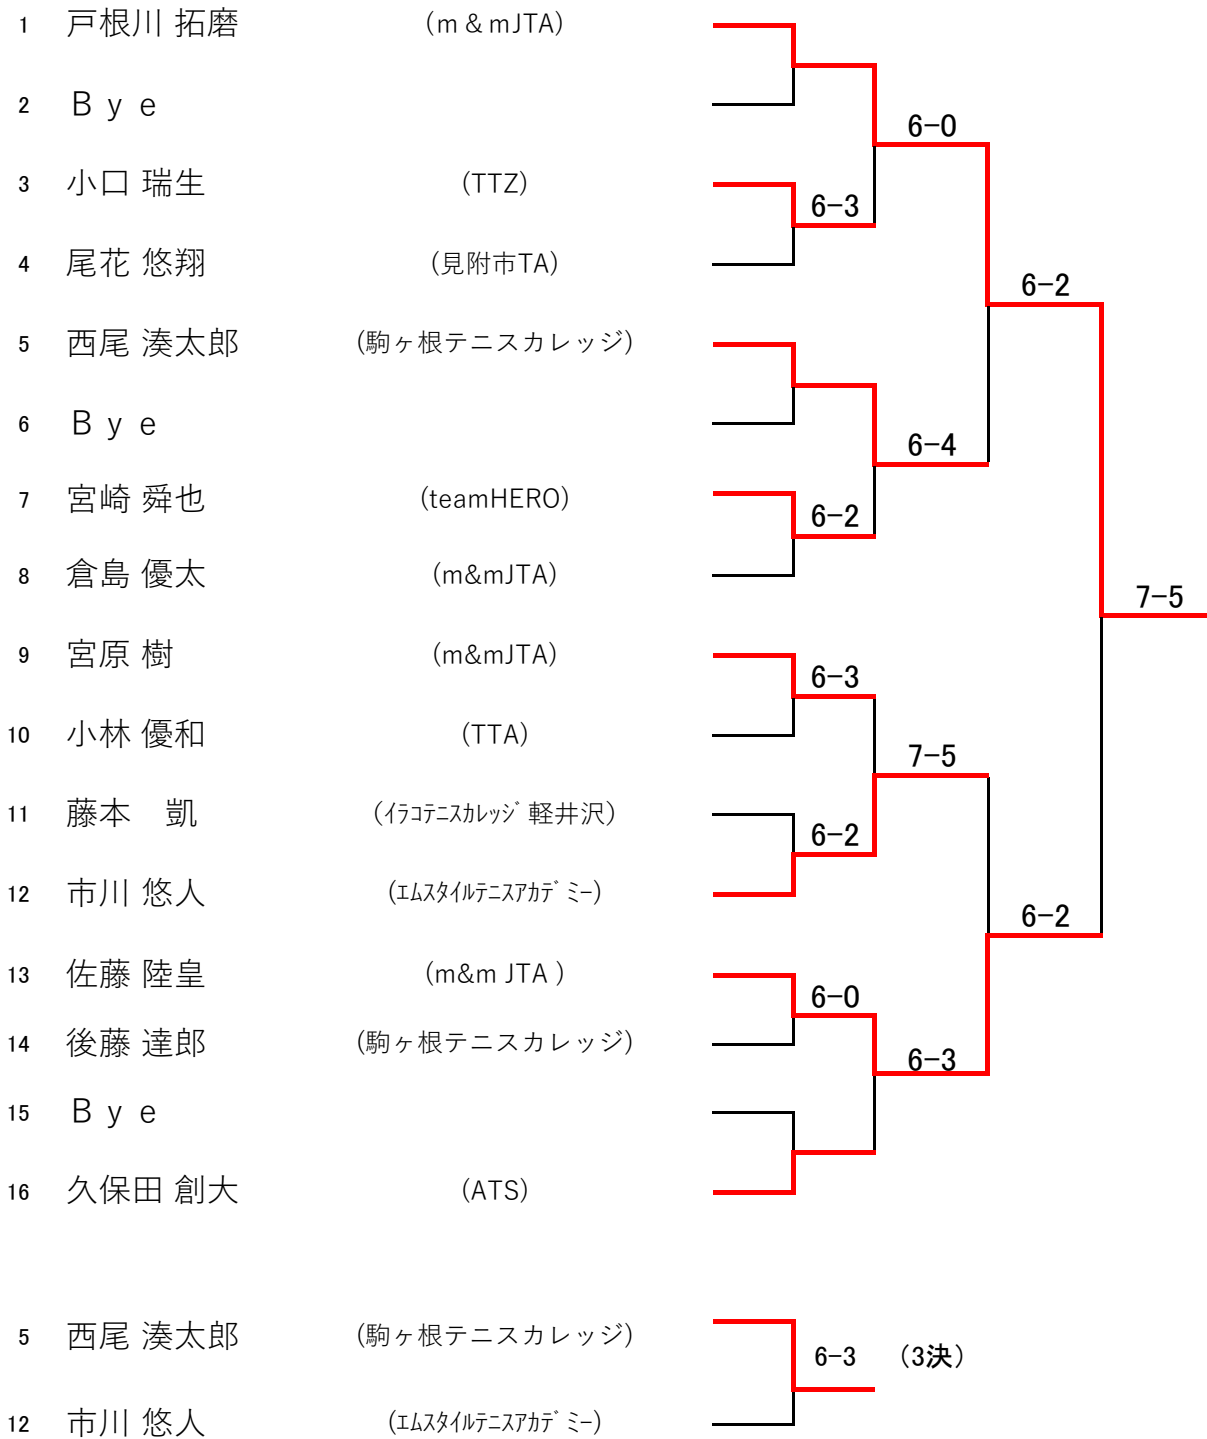 1 戸根川 拓磨 (m & mJTA)
2 Ｂｙｅ
6-0
3 小口 瑞生 (TTZ)
6-3
4 尾花 悠翔 (見附市TA)
6-2
5 西尾 湊太郎 (駒ヶ根テニスカレッジ)
6 Ｂｙｅ
6-4
7 宮崎 舜也 (teamHERO)
6-2
8 倉島 優太 (m&mJTA)
7-5
9 宮原 樹 (m&mJTA)
6-3
10 小林 優和 (TTA)
7-5
11 藤本　凱 (ｲﾗｺﾃﾆｽｶﾚｯｼﾞ 軽井沢)
6-2
12 市川 悠人 (ｴﾑｽﾀｲﾙﾃﾆｽｱｶﾃﾞﾐｰ)
6-2
13 佐藤 陸皇 (m&m JTA )
6-0
14 後藤 達郎 (駒ヶ根テニスカレッジ)
6-3
15 Ｂｙｅ
16 久保田 創大 (ATS)
5 西尾 湊太郎 (駒ヶ根テニスカレッジ)
6-3 (3決)
12 市川 悠人 (ｴﾑｽﾀｲﾙﾃﾆｽｱｶﾃﾞﾐｰ)